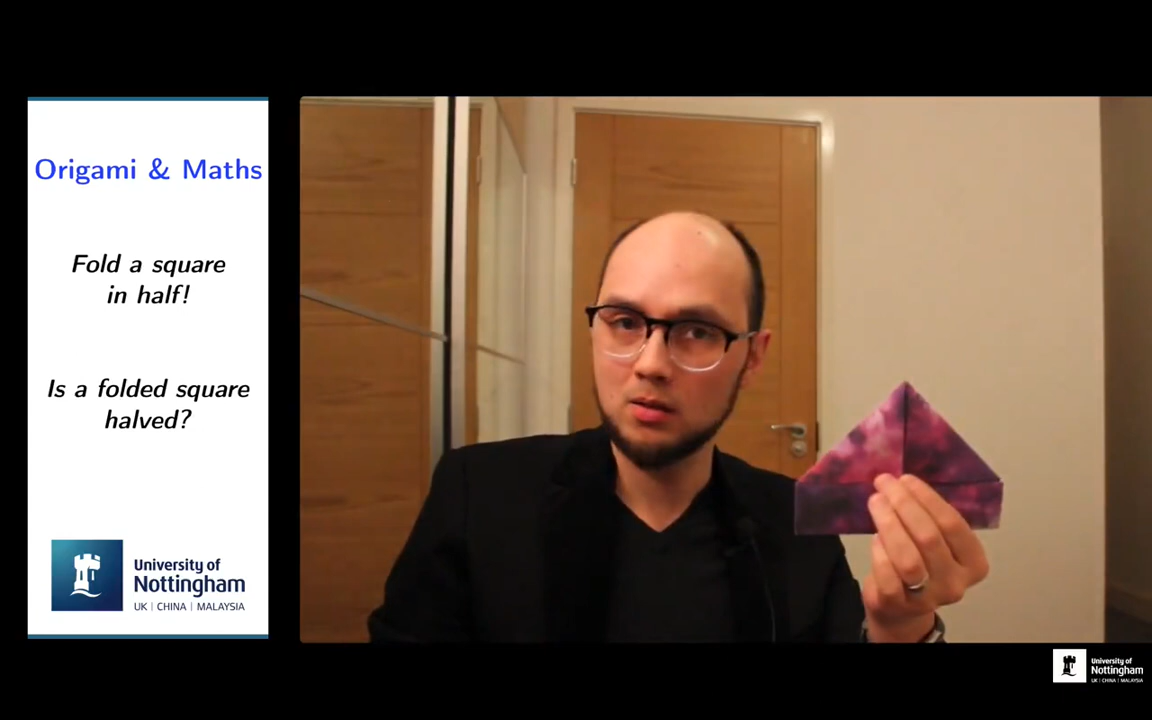 Origami & Maths
Fold a square
in half!
Is a folded square
halved?
University of
Nottingham
UK | CHINA | MALAYSIA
University of
Nottingham
UK | CHINA | MALAYSIA